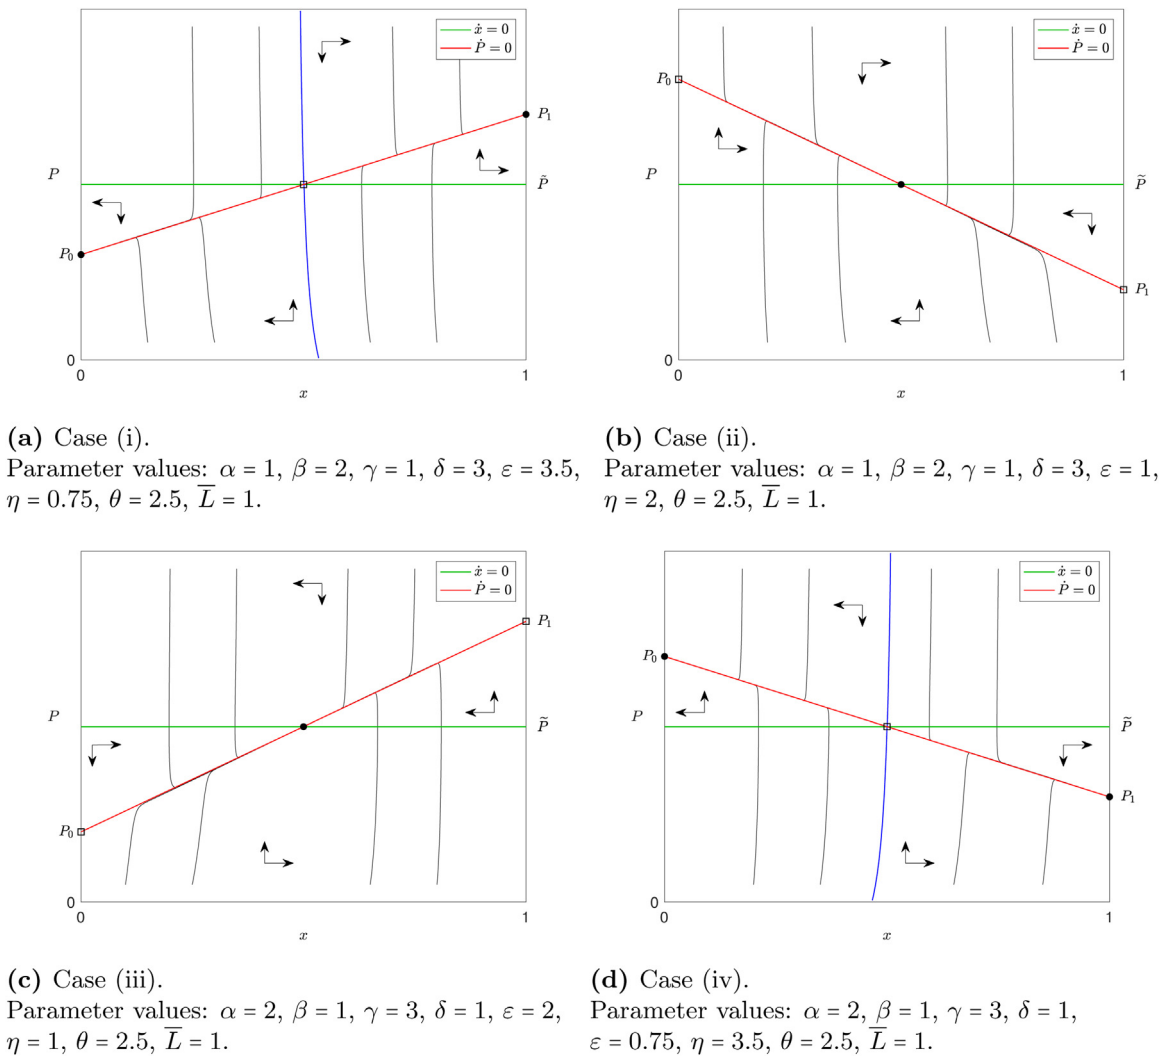 ẋ = 0
Ṗ = 0
P₁
P
P̃
P₀
0
0
1
x
(a) Case (i).
Parameter values: α = 1, β = 2, γ = 1, δ = 3, ε = 3.5,
η = 0.75, θ = 2.5, L̅ = 1.
ẋ = 0
Ṗ = 0
P₀
P
P̃
P₁
0
0
1
x
(b) Case (ii).
Parameter values: α = 1, β = 2, γ = 1, δ = 3, ε = 1,
η = 2, θ = 2.5, L̅ = 1.
ẋ = 0
Ṗ = 0
P₁
P
P̃
P₀
0
0
1
x
(c) Case (iii).
Parameter values: α = 2, β = 1, γ = 3, δ = 1, ε = 2,
η = 1, θ = 2.5, L̅ = 1.
ẋ = 0
Ṗ = 0
P₀
P
P̃
P₁
0
0
1
x
(d) Case (iv).
Parameter values: α = 2, β = 1, γ = 3, δ = 1,
ε = 0.75, η = 3.5, θ = 2.5, L̅ = 1.